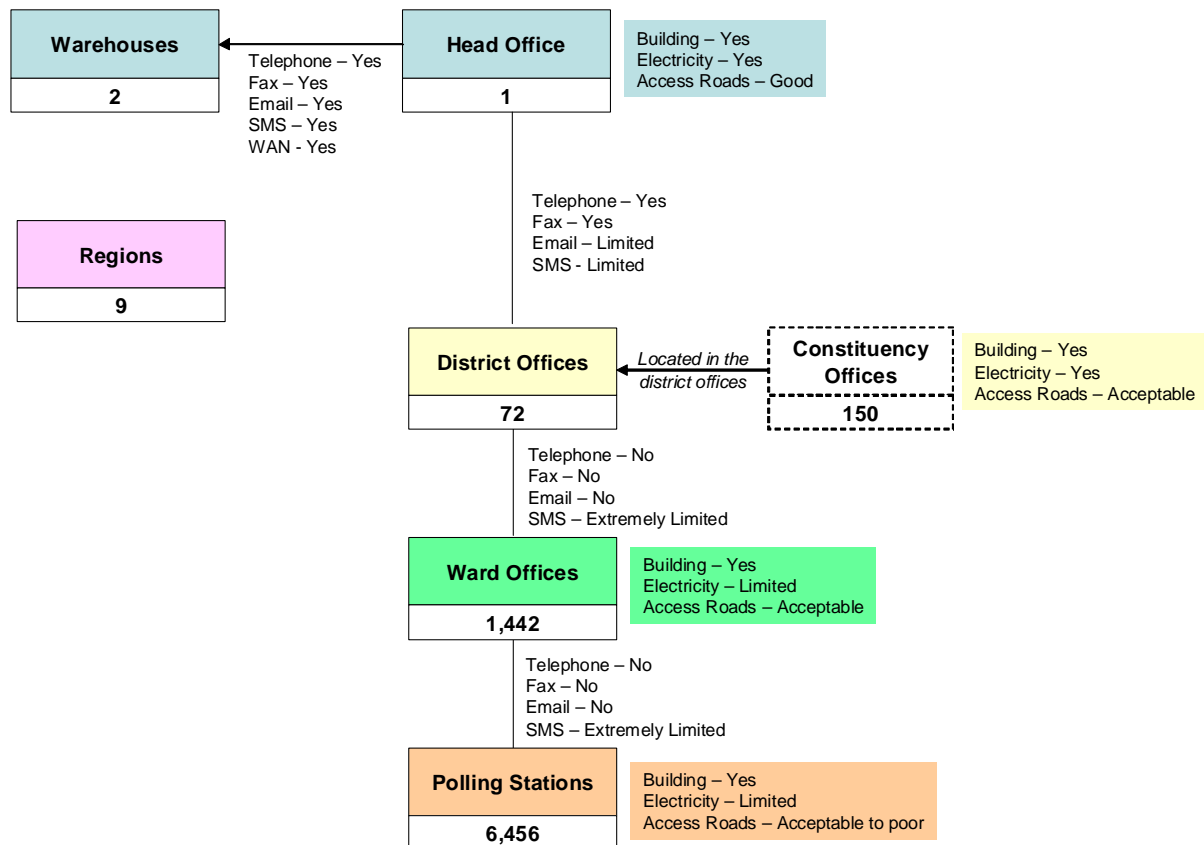 Warehouses
2
Telephone – Yes
Fax – Yes
Email – Yes
SMS – Yes
WAN - Yes
Head Office
1
Building – Yes
Electricity – Yes
Access Roads – Good
Telephone – Yes
Fax – Yes
Email – Limited
SMS - Limited
Regions
9
District Offices
72
Located in the
district offices
Constituency
Offices
150
Building – Yes
Electricity – Yes
Access Roads – Acceptable
Telephone – No
Fax – No
Email – No
SMS – Extremely Limited
Ward Offices
1,442
Building – Yes
Electricity – Limited
Access Roads – Acceptable
Telephone – No
Fax – No
Email – No
SMS – Extremely Limited
Polling Stations
6,456
Building – Yes
Electricity – Limited
Access Roads – Acceptable to poor